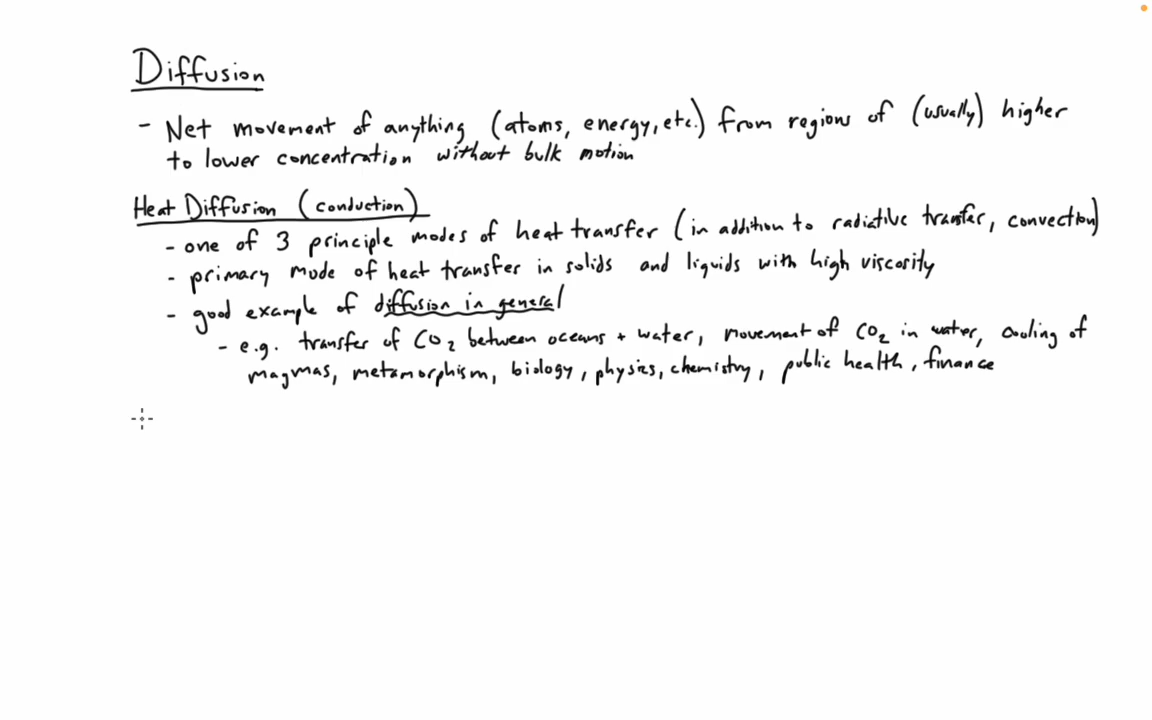 Diffusion
- Net movement of anything (atoms, energy, etc.) from regions of (usually) higher
to lower concentration without bulk motion
Heat Diffusion (conduction)
- one of 3 principle modes of heat transfer (in addition to radiative transfer, convection)
- primary mode of heat transfer in solids and liquids with high viscosity
- good example of diffusion in general
- e.g. transfer of CO2 between oceans + water, movement of CO2 in water, cooling of
magmas, metamorphism, biology, physics, chemistry, public health, finance